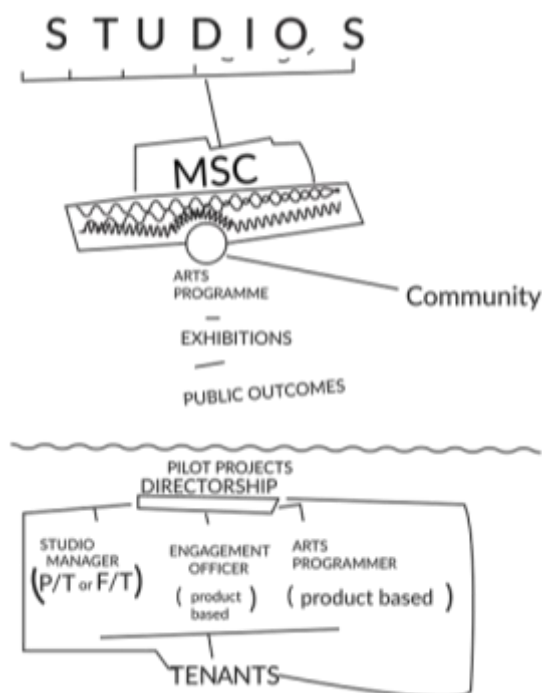 STUDIOS
MSC
ARTS
PROGRAMME
Community
EXHIBITIONS
PUBLIC OUTCOMES
PILOT PROJECTS
DIRECTORSHIP
STUDIO
MANAGER
(P/T or F/T)
ENGAGEMENT
OFFICER
(product
based)
ARTS
PROGRAMMER
(product based)
TENANTS